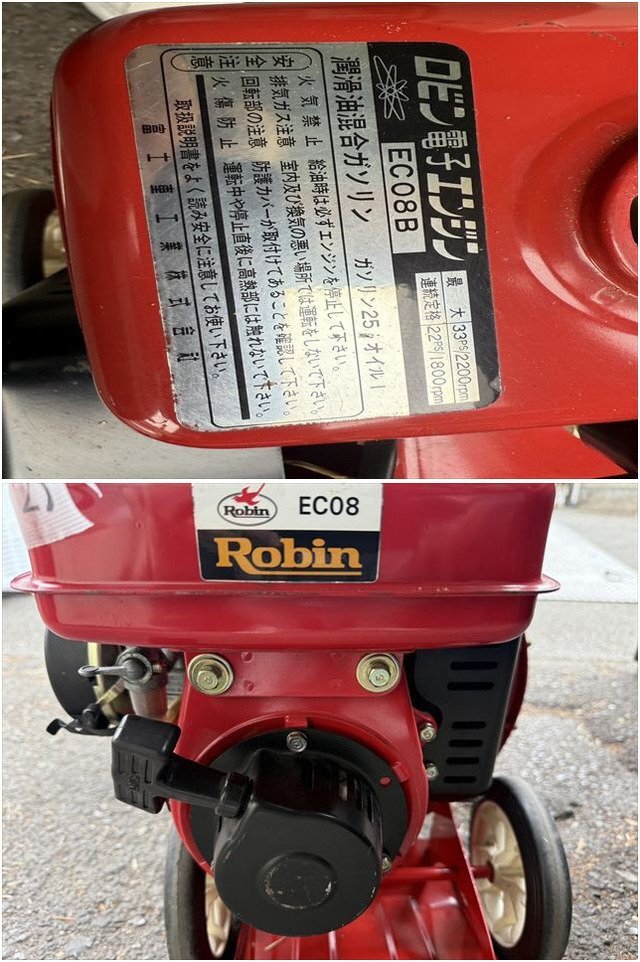 ロビン電子エンジン
EC08B
最大 3.3PS/2200rpm
連続定格 2.2PS/1800rpm
潤滑油混合ガソリン ガソリン25:オイル1
安全注意
火気禁止 給油時は必ずエンジンを停止して下さい。
排気ガス注意 室内及び換気の悪い場所では運転をしないで下さい。
回転部の注意 防護カバーが取付けてあることを確認して下さい。
火傷防止 運転中や停止直後に高熱部には触れないで下さい。
取扱説明書をよく読み安全に注意してお使い下さい。
富士重工業株式会社
21
Robin
EC08
Robin